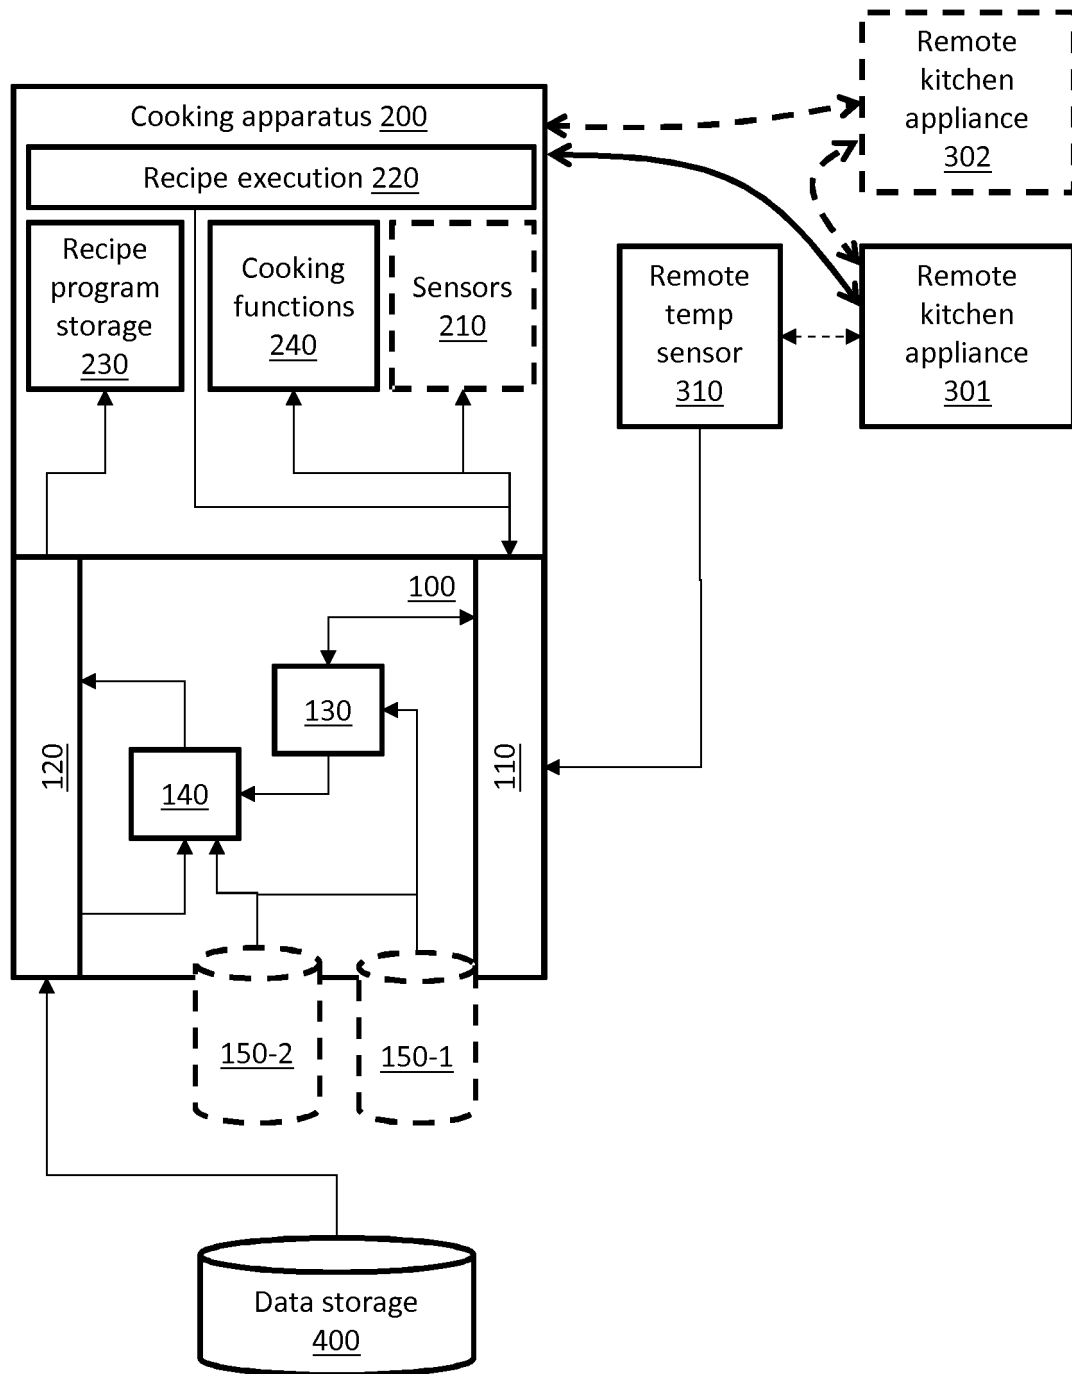 Remote
kitchen
appliance
302
Cooking apparatus 200
Recipe execution 220
Recipe
program
storage
230
Cooking
functions
240
Sensors
210
Remote
temp
sensor
310
Remote
kitchen
appliance
301
100
130
120
110
140
150-2
150-1
Data storage
400